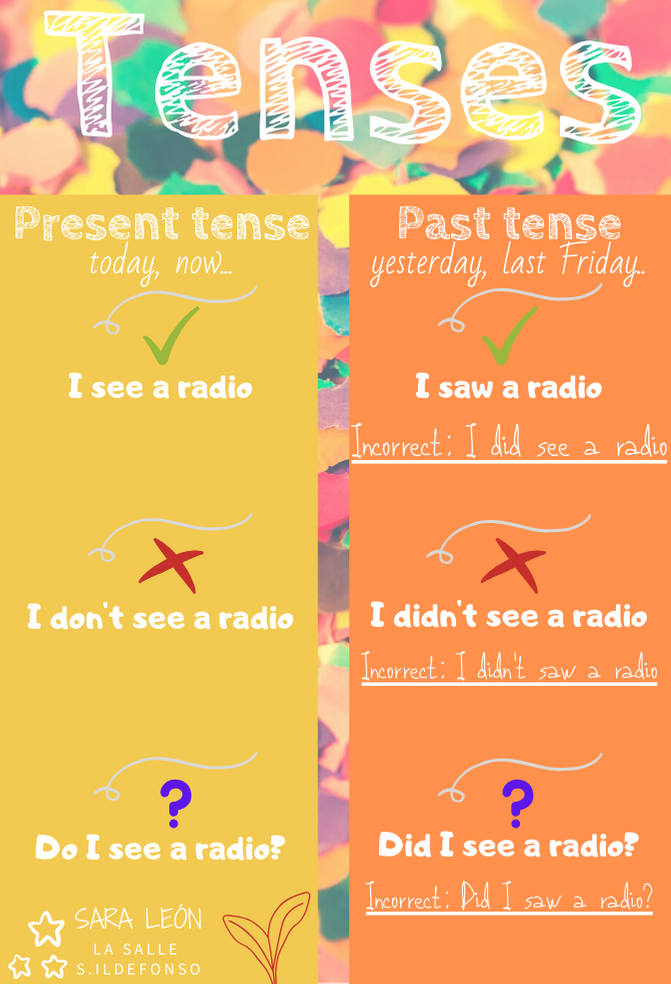 Tenses
Present tense
today, now...
I see a radio
I don't see a radio
Do I see a radio?
SARA LEÓN
LA SALLE
S.ILDEFONSO
Past tense
yesterday, last Friday..
I saw a radio
Incorrect: I did see a radio
I didn't see a radio
Incorrect: I didn't saw a radio
Did I see a radio?
Incorrect: Did I saw a radio?